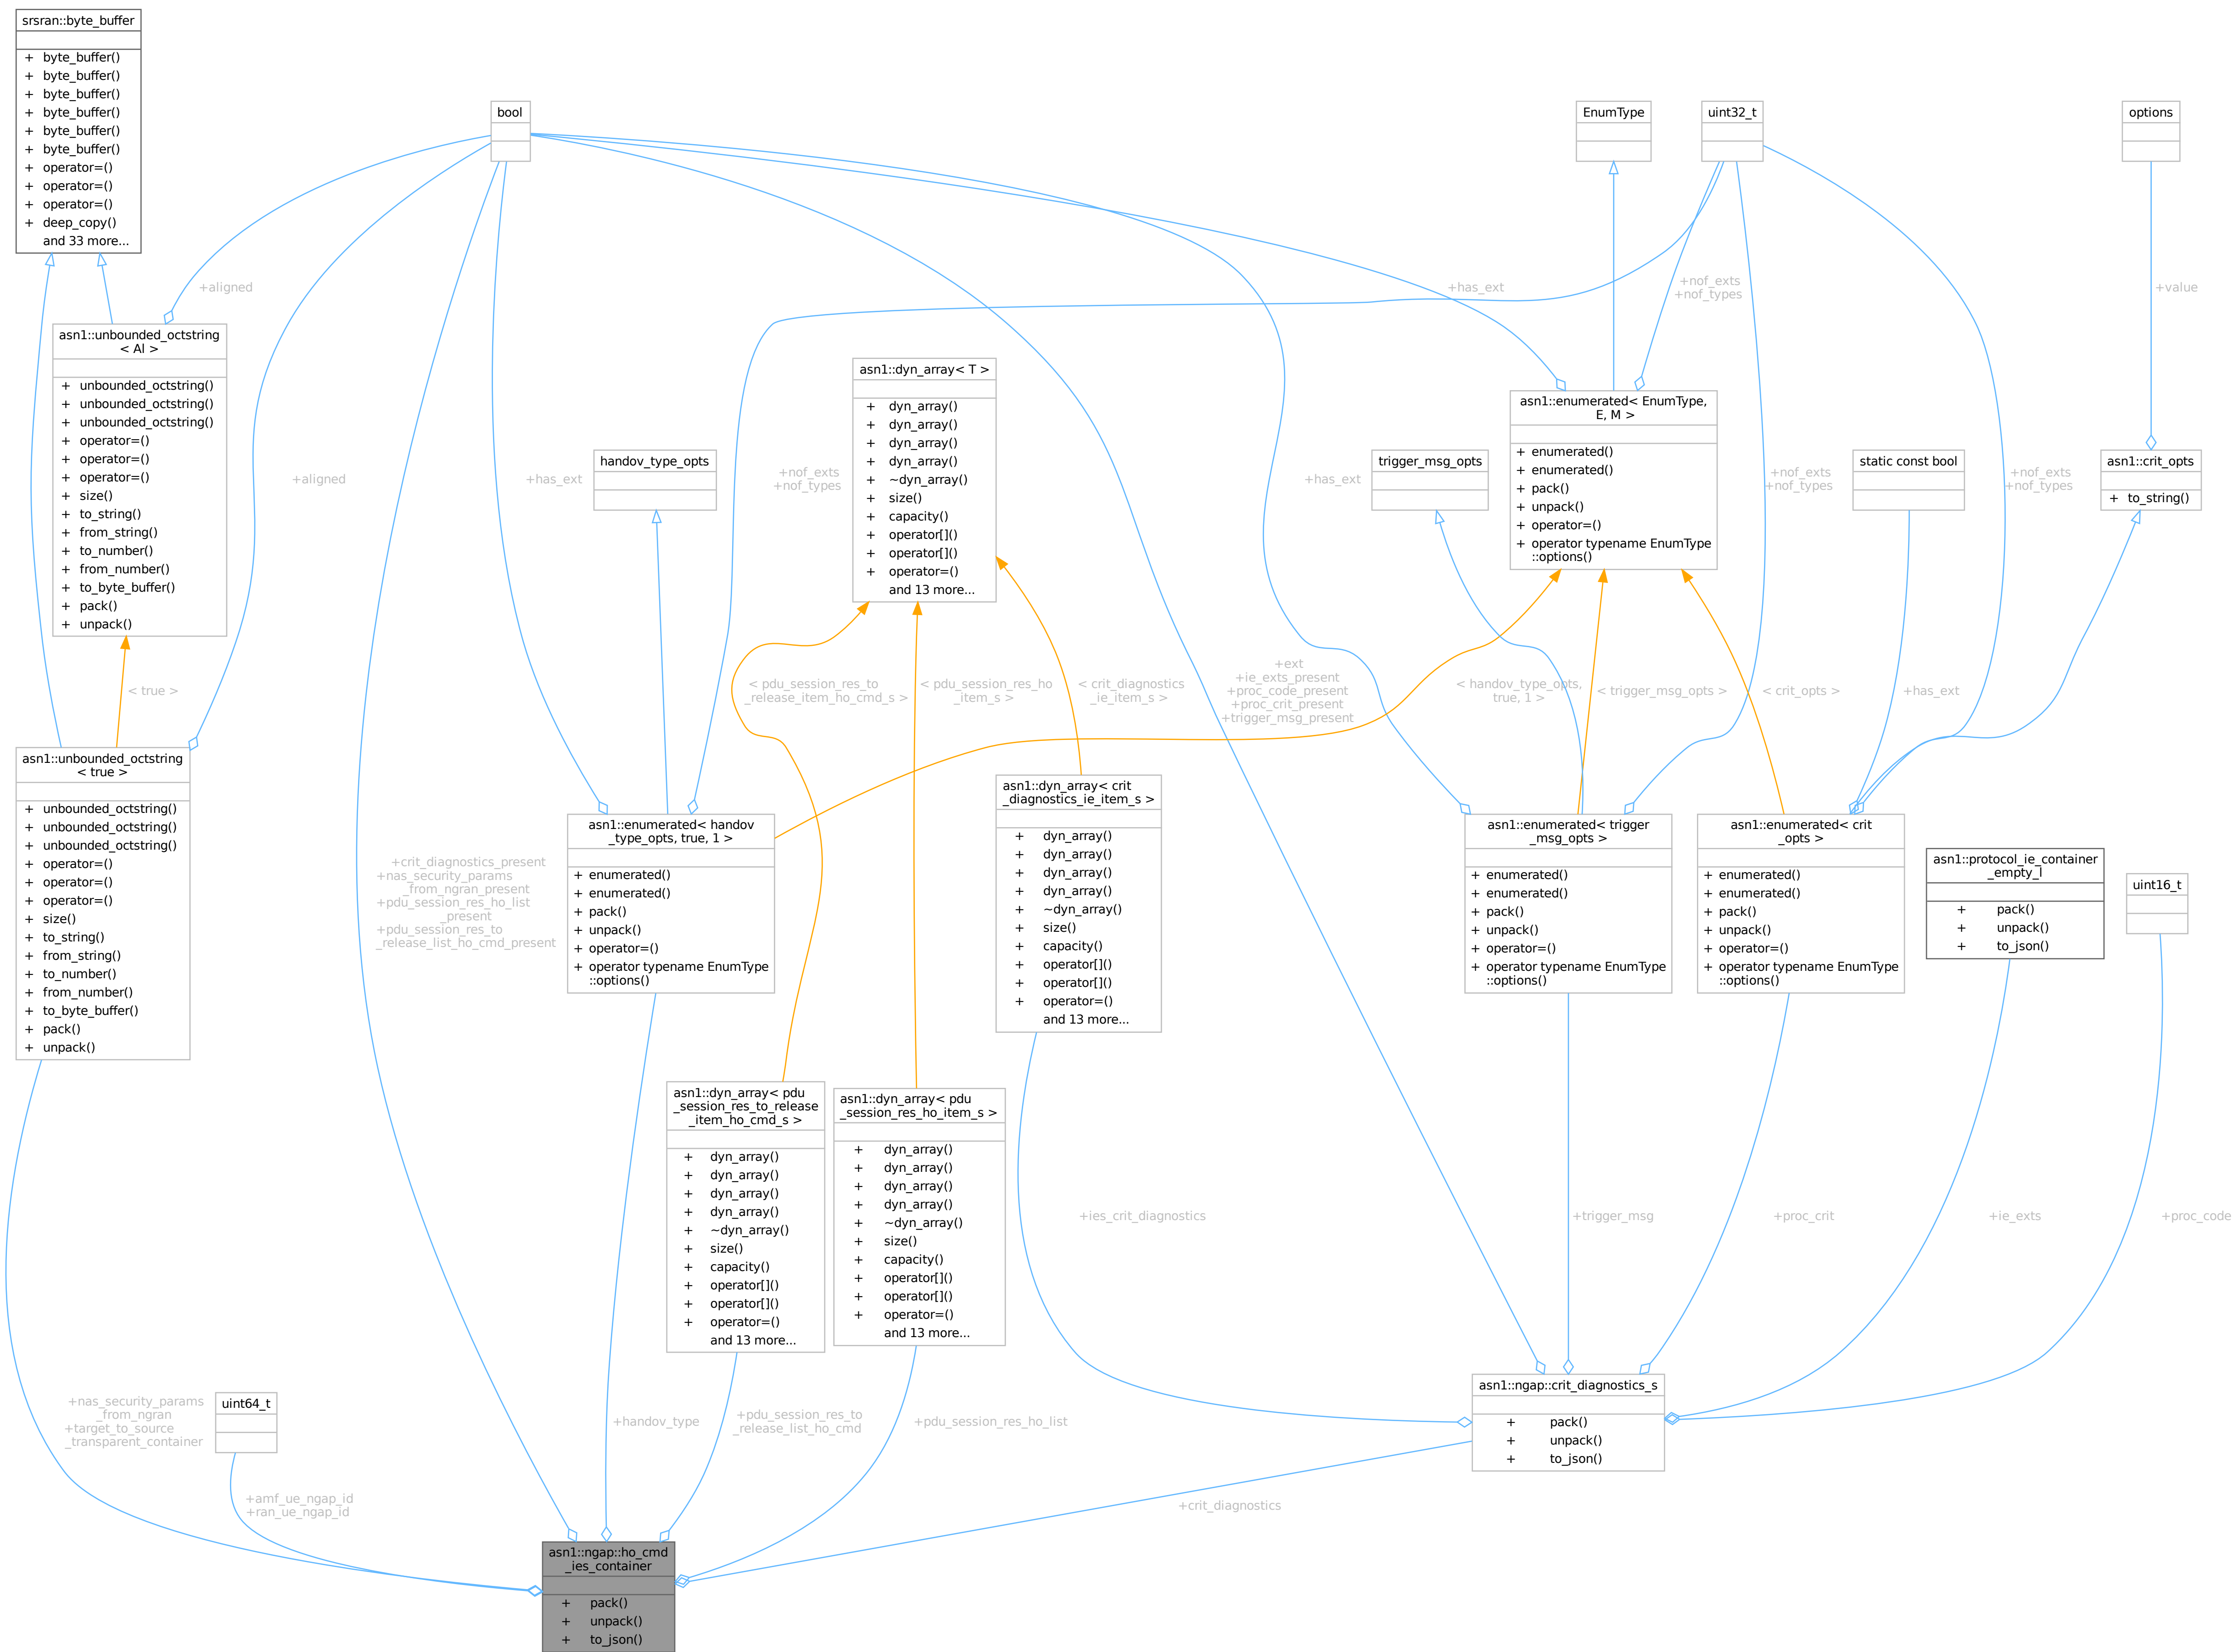 srsran::byte_buffer
+ byte_buffer()
+ byte_buffer()
+ byte_buffer()
+ byte_buffer()
+ byte_buffer()
+ byte_buffer()
+ operator=()
+ operator=()
+ operator=()
+ deep_copy()
and 33 more...
bool
EnumType
uint32_t
options
+aligned
+has_ext
+nof_exts
+nof_types
+value
asn1::unbounded_octstring
< Al >
+ unbounded_octstring()
+ unbounded_octstring()
+ unbounded_octstring()
+ operator=()
+ operator=()
+ operator=()
+ size()
+ to_string()
+ from_string()
+ to_number()
+ from_number()
+ to_byte_buffer()
+ pack()
+ unpack()
+aligned
+has_ext
handov_type_opts
+nof_exts
+nof_types
asn1::dyn_array< T >
+ dyn_array()
+ dyn_array()
+ dyn_array()
+ dyn_array()
+ ~dyn_array()
+ size()
+ capacity()
+ operator[]()
+ operator[]()
+ operator=()
and 13 more...
+has_ext
trigger_msg_opts
asn1::enumerated< EnumType,
E, M >
+ enumerated()
+ enumerated()
+ pack()
+ unpack()
+ operator=()
+ operator typename EnumType
::options()
+nof_exts
+nof_types
static const bool
+nof_exts
+nof_types
asn1::crit_opts
+ to_string()
< true >
< pdu_session_res_to
_release_item_ho_cmd_s >
< pdu_session_res_ho
_item_s >
< crit_diagnostics
_ie_item_s >
+ext
+ie_exts_present
+proc_code_present
+proc_crit_present
+trigger_msg_present
< handov_type_opts,
true, 1 >
< trigger_msg_opts >
< crit_opts >
+has_ext
asn1::unbounded_octstring
< true >
+ unbounded_octstring()
+ unbounded_octstring()
+ unbounded_octstring()
+ operator=()
+ operator=()
+ operator=()
+ size()
+ to_string()
+ from_string()
+ to_number()
+ from_number()
+ to_byte_buffer()
+ pack()
+ unpack()
+crit_diagnostics_present
+nas_security_params
_from_ngran_present
+pdu_session_res_ho_list
_present
+pdu_session_res_to
_release_list_ho_cmd_present
asn1::enumerated< handov
_type_opts, true, 1 >
+ enumerated()
+ enumerated()
+ pack()
+ unpack()
+ operator=()
+ operator typename EnumType
::options()
asn1::dyn_array< crit
_diagnostics_ie_item_s >
+ dyn_array()
+ dyn_array()
+ dyn_array()
+ dyn_array()
+ ~dyn_array()
+ size()
+ capacity()
+ operator[]()
+ operator[]()
+ operator=()
and 13 more...
asn1::enumerated< trigger
_msg_opts >
+ enumerated()
+ enumerated()
+ pack()
+ unpack()
+ operator=()
+ operator typename EnumType
::options()
asn1::enumerated< crit
_opts >
+ enumerated()
+ enumerated()
+ pack()
+ unpack()
+ operator=()
+ operator typename EnumType
::options()
asn1::protocol_ie_container
_empty_l
+ pack()
+ unpack()
+ to_json()
uint16_t
asn1::dyn_array< pdu
_session_res_to_release
_item_ho_cmd_s >
+ dyn_array()
+ dyn_array()
+ dyn_array()
+ dyn_array()
+ ~dyn_array()
+ size()
+ capacity()
+ operator[]()
+ operator[]()
+ operator=()
and 13 more...
asn1::dyn_array< pdu
_session_res_ho_item_s >
+ dyn_array()
+ dyn_array()
+ dyn_array()
+ dyn_array()
+ ~dyn_array()
+ size()
+ capacity()
+ operator[]()
+ operator[]()
+ operator=()
and 13 more...
+ies_crit_diagnostics
+trigger_msg
+proc_crit
+ie_exts
+proc_code
+nas_security_params
_from_ngran
+target_to_source
_transparent_container
uint64_t
+handov_type
+pdu_session_res_to
_release_list_ho_cmd
+pdu_session_res_ho_list
asn1::ngap::crit_diagnostics_s
+ pack()
+ unpack()
+ to_json()
+amf_ue_ngap_id
+ran_ue_ngap_id
+crit_diagnostics
asn1::ngap::ho_cmd
_ies_container
+ pack()
+ unpack()
+ to_json()